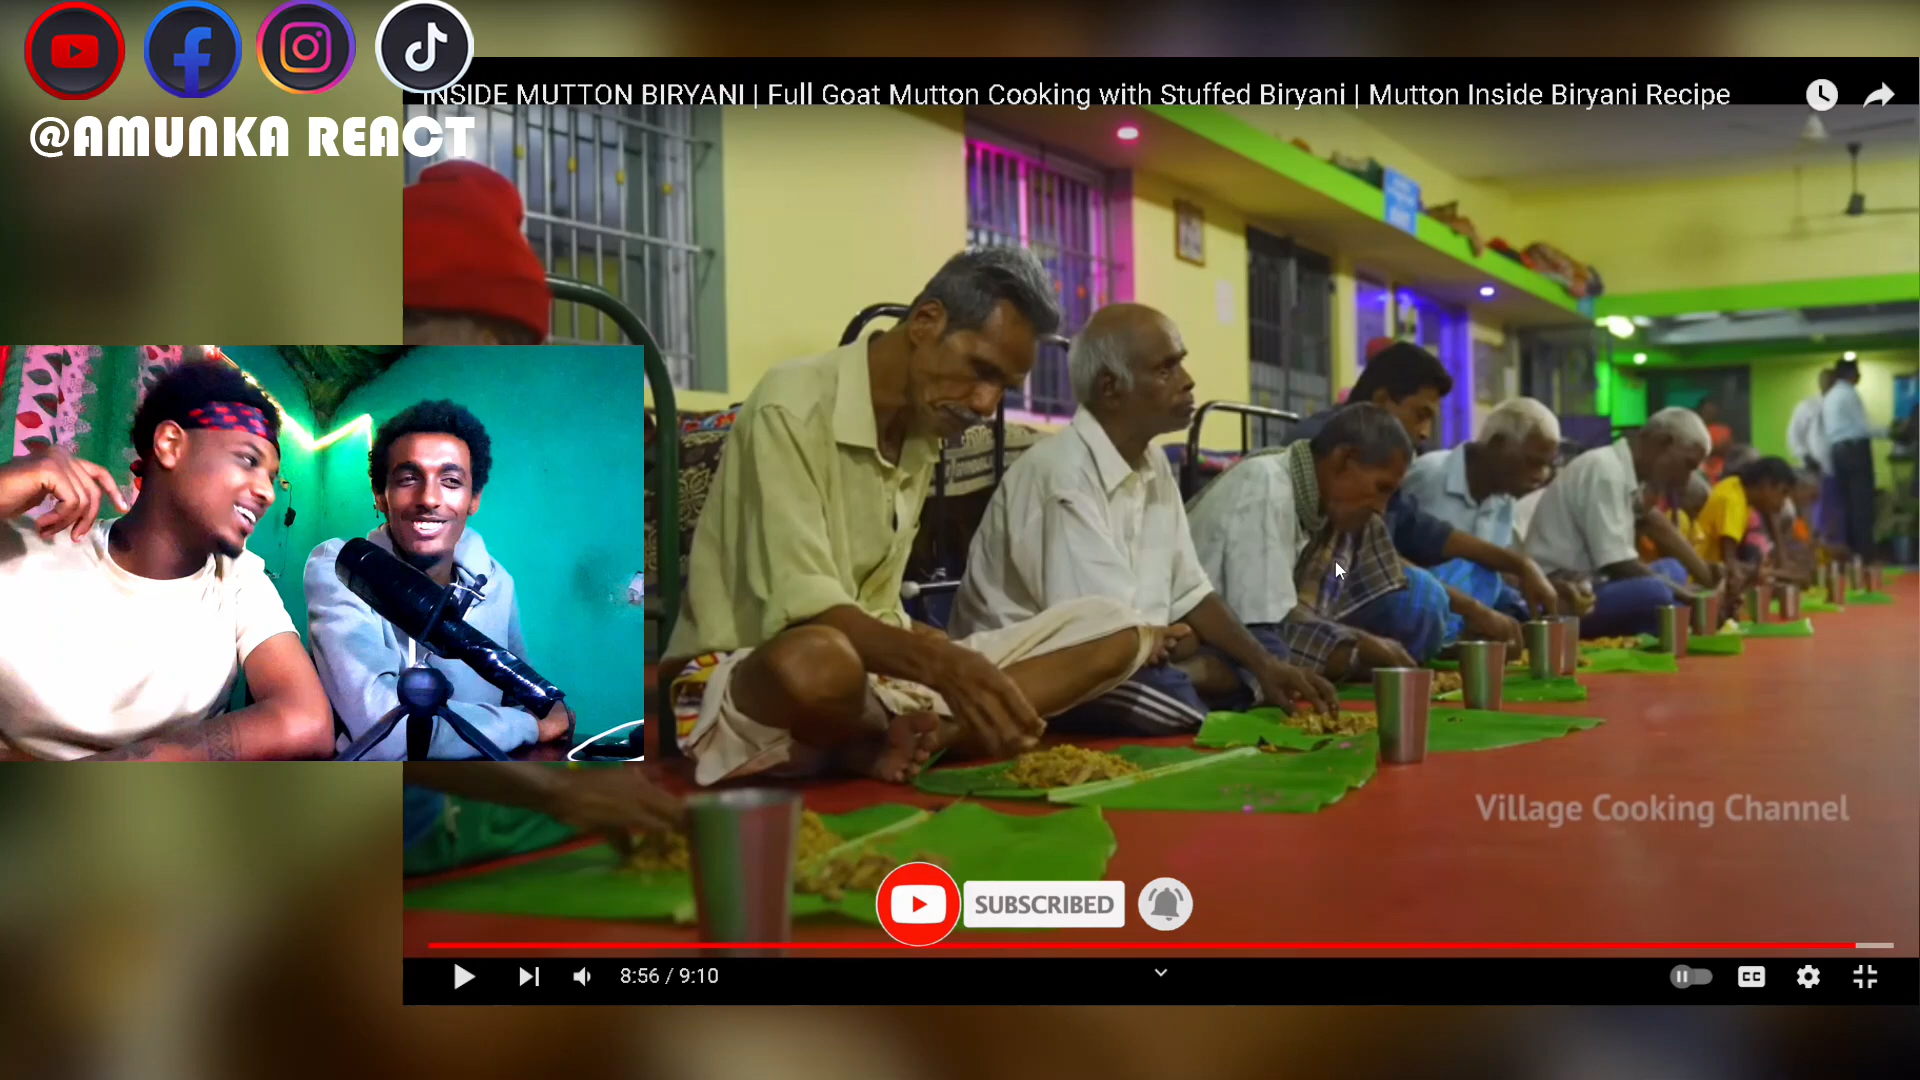 INSIDE MUTTON BIRYANI | Full Goat Mutton Cooking with Stuffed Biryani | Mutton Inside Biryani Recipe
@AMUNKA REACT
Village Cooking Channel
SUBSCRIBED
8:56 / 9:10
CC